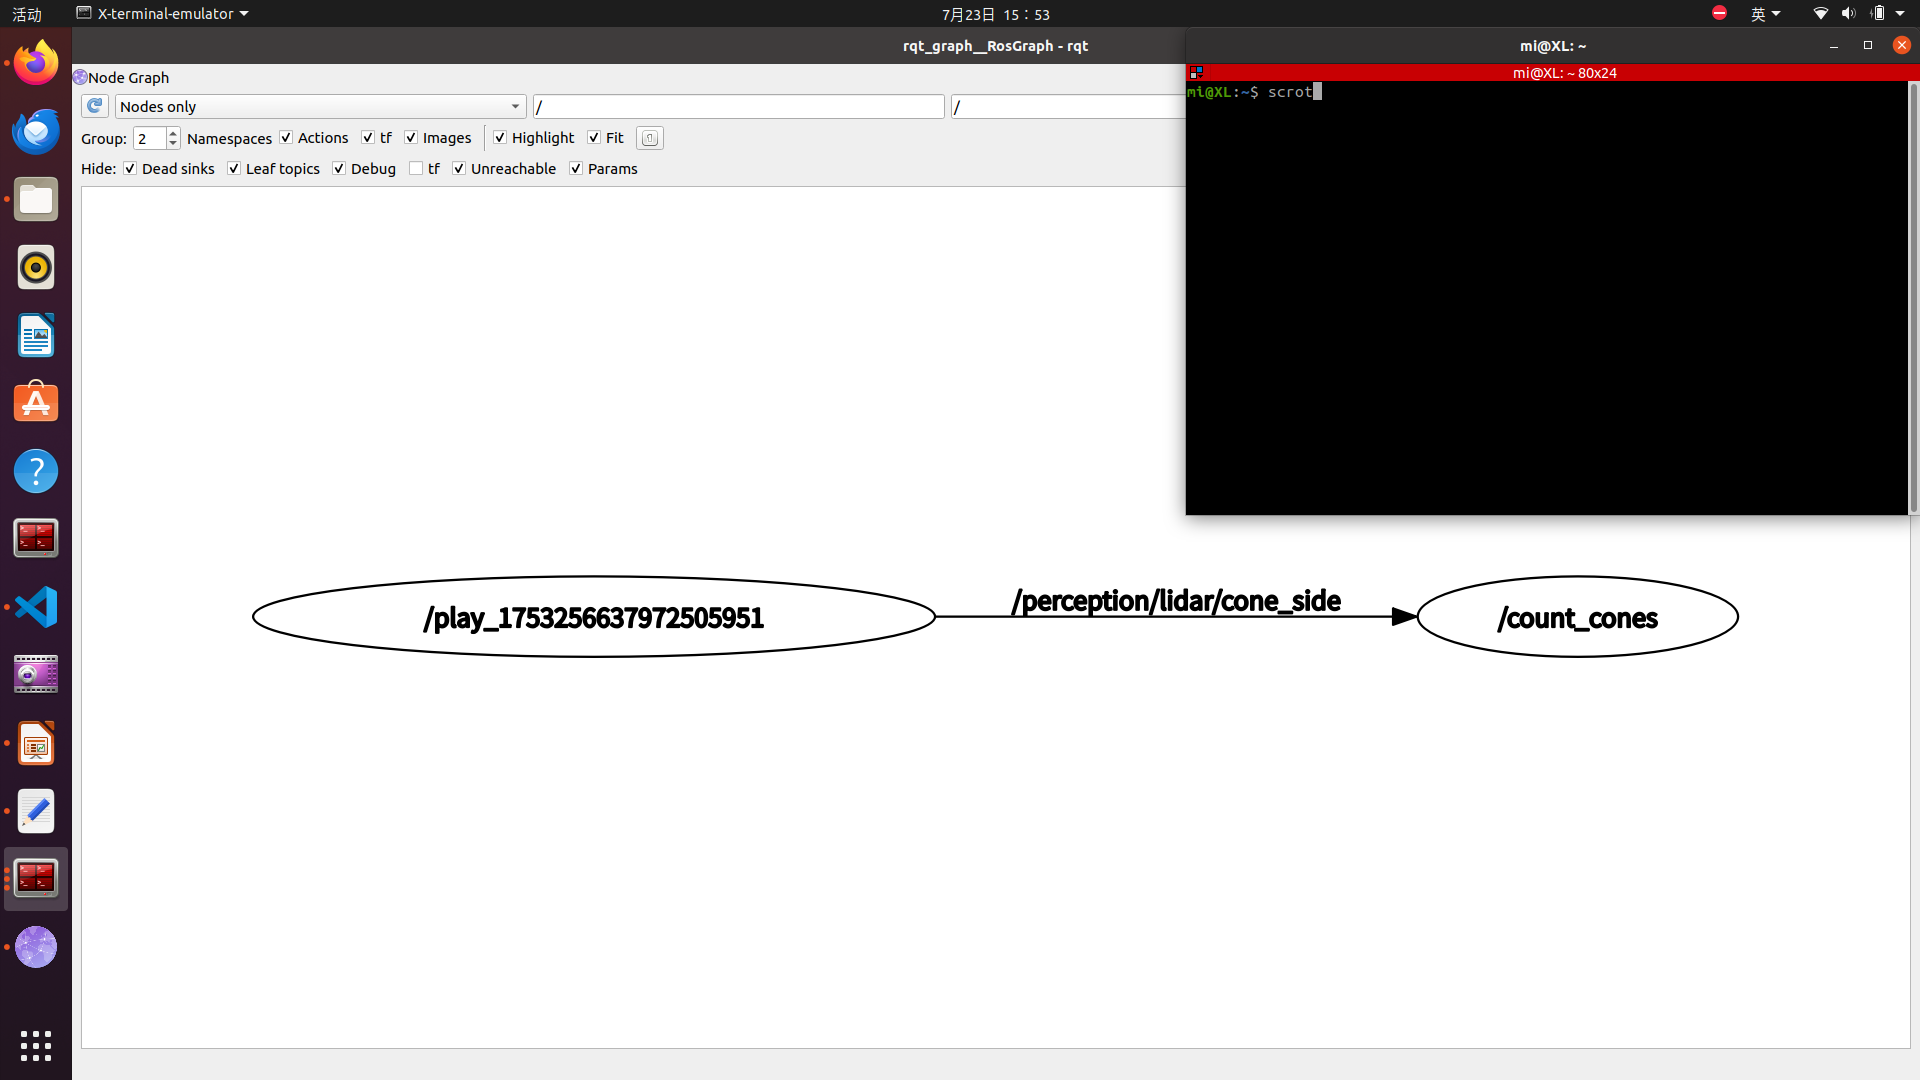 活动
X-terminal-emulator
7月23日 15：53
英
rqt_graph__RosGraph - rqt
Node Graph
Nodes only
/
/
Group: 2 Namespaces Actions tf Images Highlight Fit
Hide: Dead sinks Leaf topics Debug tf Unreachable Params
mi@XL: ~
mi@XL: ~ 80x24
mi@XL:~$ scrot
/play_1753256637972505951
/perception/lidar/cone_side
/count_cones